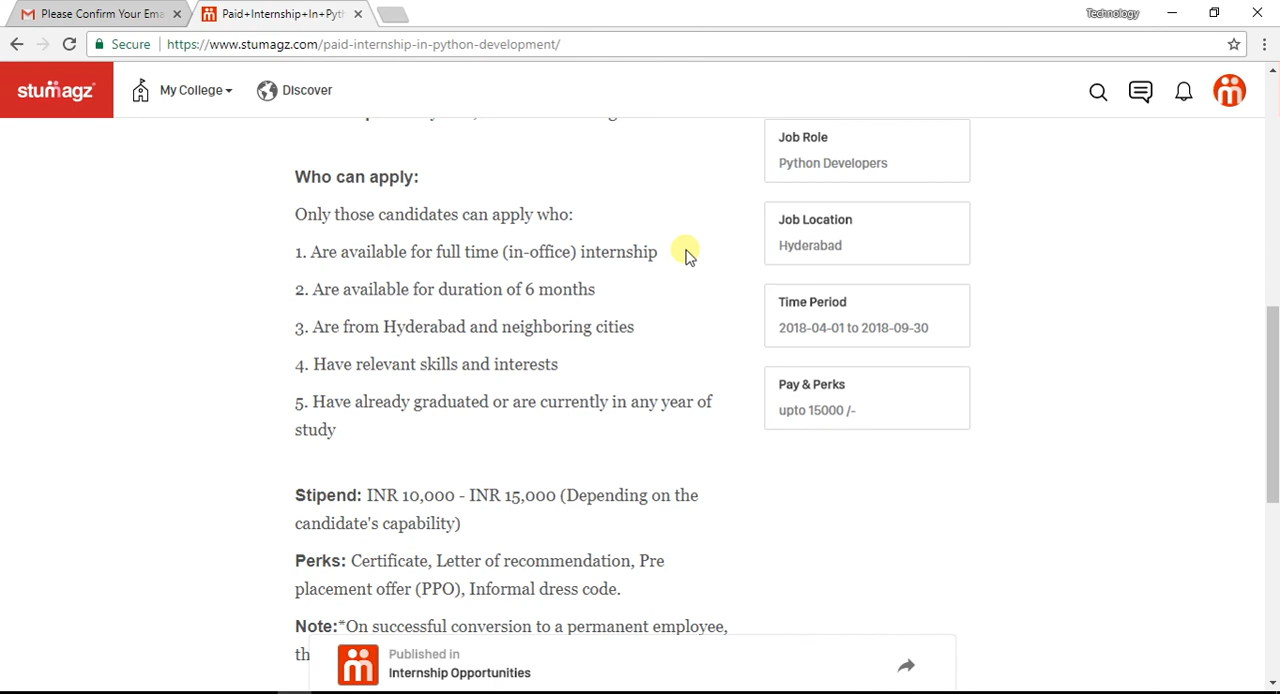 Please Confirm Your Ema
Paid+Internship+In+Pyt
Technology
Secure
https://www.stumagz.com/paid-internship-in-python-development/
stumagz
My College
Discover
Who can apply:
Only those candidates can apply who:
1. Are available for full time (in-office) internship
2. Are available for duration of 6 months
3. Are from Hyderabad and neighboring cities
4. Have relevant skills and interests
5. Have already graduated or are currently in any year of
study
Stipend: INR 10,000 - INR 15,000 (Depending on the
candidate's capability)
Perks: Certificate, Letter of recommendation, Pre
placement offer (PPO), Informal dress code.
Note:*On successful conversion to a permanent employee,
th
Job Role
Python Developers
Job Location
Hyderabad
Time Period
2018-04-01 to 2018-09-30
Pay & Perks
upto 15000 /-
Published in
Internship Opportunities